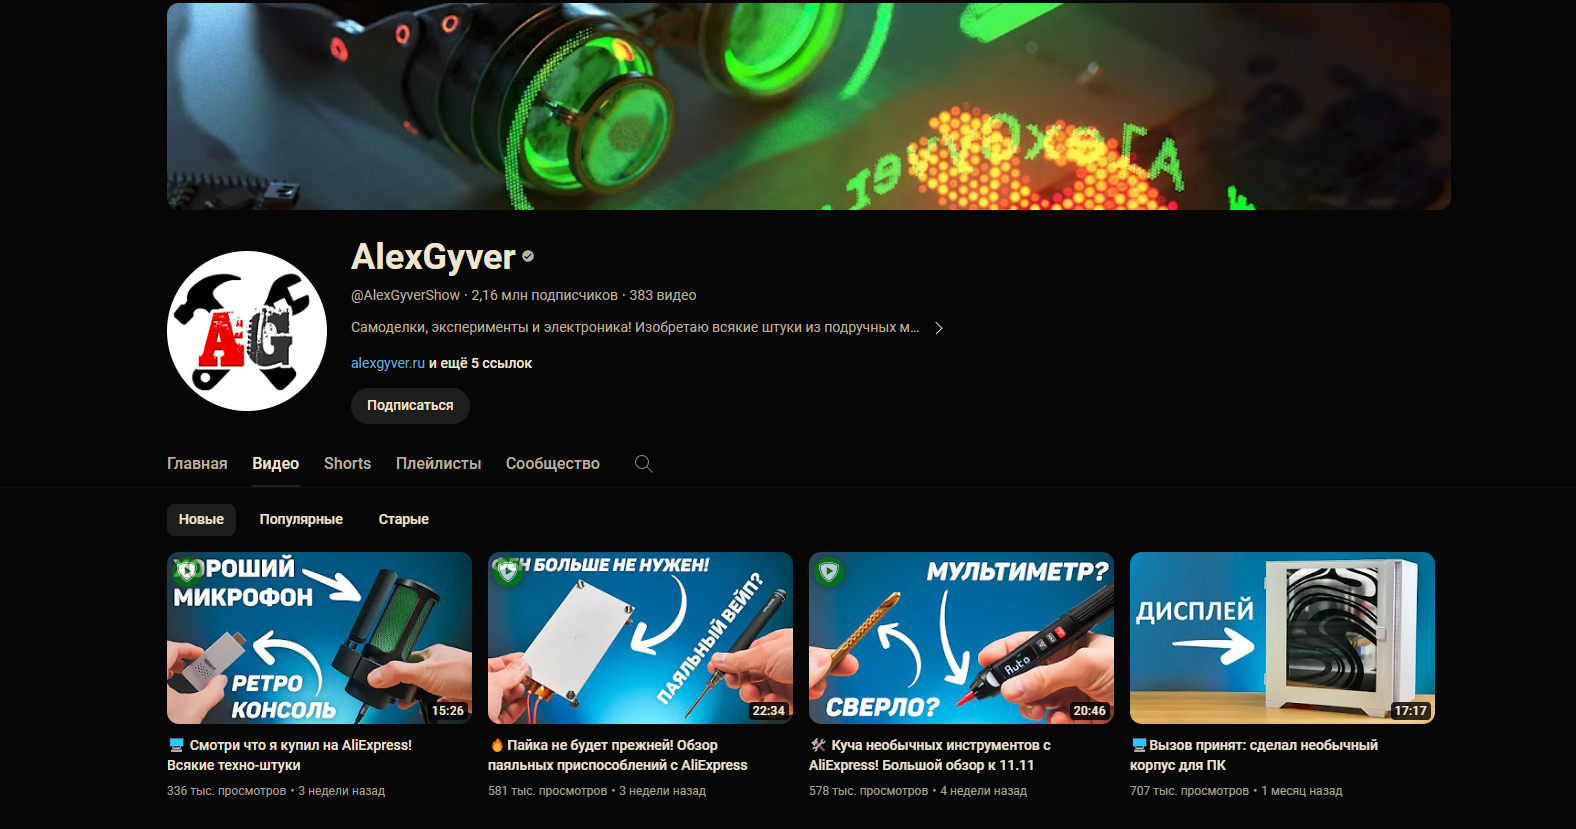 AG
AlexGyver
@AlexGyverShow · 2,16 млн подписчиков · 383 видео
Самоделки, эксперименты и электроника! Изобретаю всякие штуки из подручных м...
alexgyver.ru и ещё 5 ссылок
Подписаться
Главная Видео Shorts Плейлисты Сообщество
Новые Популярные Старые
ХОРОШИЙ
МИКРОФОН
РЕТРО
КОНСОЛЬ
15:26
ФЕН БОЛЬШЕ НЕ НУЖЕН!
ПАЯЛЬНЫЙ ВЕЙП?
22:34
МУЛЬТИМЕТР?
Auto
СВЕРЛО?
20:46
ДИСПЛЕЙ
17:17
Смотри что я купил на AliExpress!
Всякие техно-штуки
336 тыс. просмотров • 3 недели назад
Пайка не будет прежней! Обзор
паяльных приспособлений с AliExpress
581 тыс. просмотров • 3 недели назад
Куча необычных инструментов с
AliExpress! Большой обзор к 11.11
578 тыс. просмотров • 4 недели назад
Вызов принят: сделал необычный
корпус для ПК
707 тыс. просмотров • 1 месяц назад